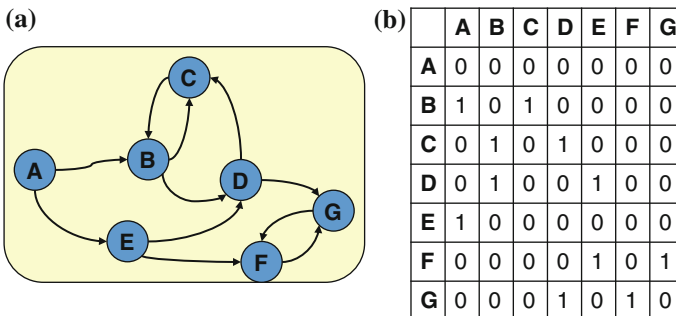 (a)
C
B
A
D
G
E
F
(b)
A B C D E F G
A 0 0 0 0 0 0 0
B 1 0 1 0 0 0 0
C 0 1 0 1 0 0 0
D 0 1 0 0 1 0 0
E 1 0 0 0 0 0 0
F 0 0 0 0 1 0 1
G 0 0 0 1 0 1 0